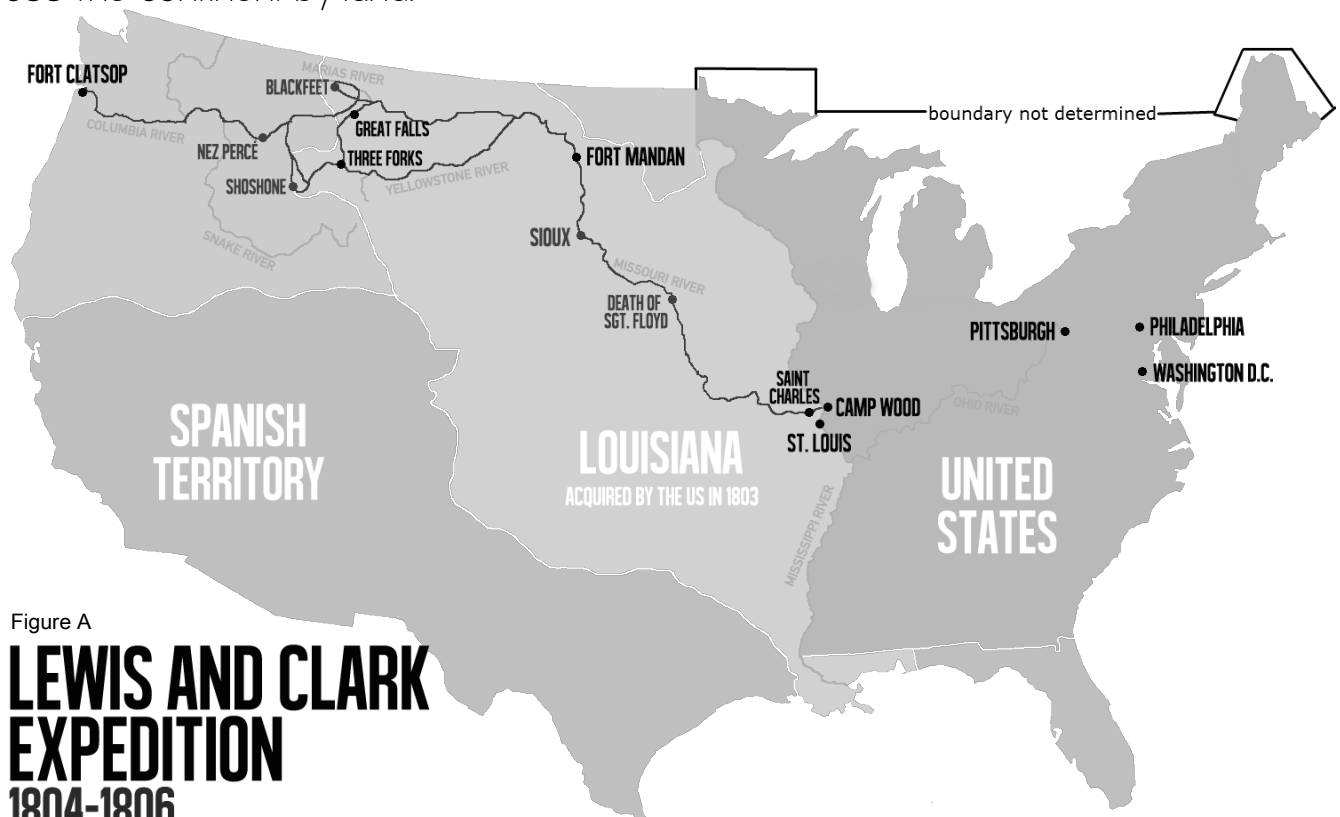 FORT CLATSOP
MARIAS RIVER
BLACKFEET
boundary not determined
COLUMBIA RIVER
GREAT FALLS
NEZ PERCÉ
THREE FORKS
FORT MANDAN
SHOSHONE
YELLOWSTONE RIVER
SNAKE RIVER
SIOUX
MISSOURI RIVER
DEATH OF
SGT. FLOYD
PITTSBURGH
PHILADELPHIA
WASHINGTON D.C.
SAINT
CHARLES
CAMP WOOD
OHIO RIVER
ST. LOUIS
SPANISH
TERRITORY
LOUISIANA
ACQUIRED BY THE US IN 1803
UNITED
STATES
MISSISSIPPI RIVER
Figure A
LEWIS AND CLARK
EXPEDITION
1804-1806